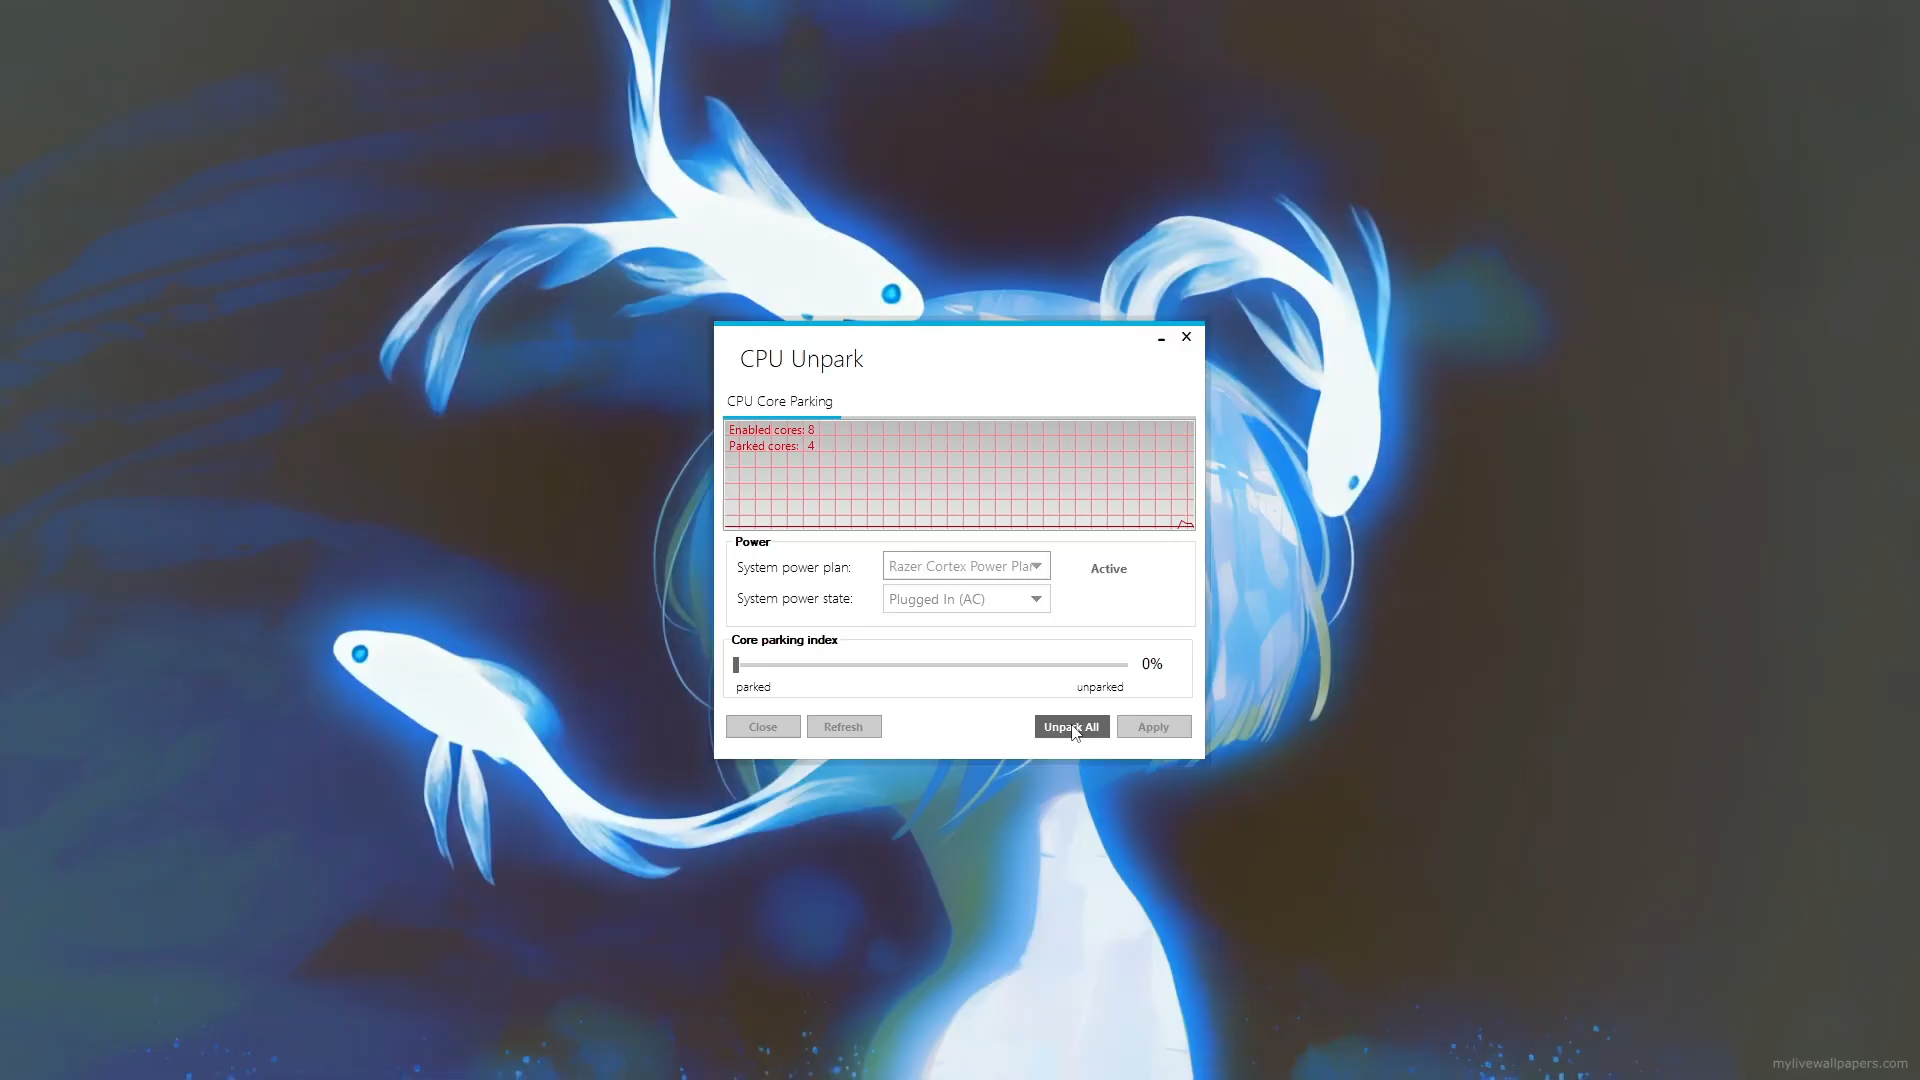 CPU Unpark
CPU Core Parking
Enabled cores: 8
Parked cores: 4
Power
System power plan:
Razer Cortex Power Plan
Active
System power state:
Plugged In (AC)
Core parking index
0%
parked
unparked
Close
Refresh
Unpark All
Apply
mylivewallpapers.com